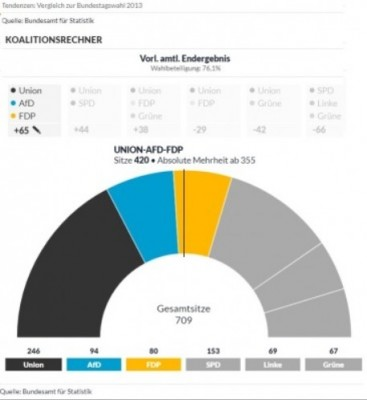 Tendenzen: Vergleich zur Bundestagswahl 2013
Quelle: Bundesamt für Statistik
KOALITIONSRECHNER
Vorl. amtl. Endergebnis
Wahlbeteiligung: 76,1%
Union Union Union Union Union SPD
AfD SPD FDP FDP Grüne Linke
FDP Grüne Grüne
+65 +44 +38 -29 -42 -66
UNION-AFD-FDP
Sitze 420 • Absolute Mehrheit ab 355
Gesamtsitze
709
246 94 80 153 69 67
Union AfD FDP SPD Linke Grüne
Quelle: Bundesamt für Statistik